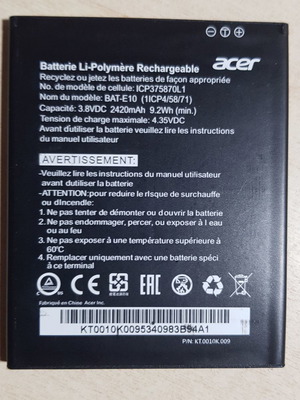 acer
Batterie Li-Polymère Rechargeable
Recyclez ou jetez les batteries de façon appropriée
No. de modèle de cellule: ICP375870L1
Nom du modèle: BAT-E10 (1ICP4/58/71)
Capacité: 3.8VDC 2420mAh 9.2Wh (min.)
Tension de charge maximale: 4.35VDC
Avant d'utiliser la batterie veuillez lire les instructions
du manuel utilisateur
AVERTISSEMENT:
-Veuillez lire les instructions du manuel utilisateur
avant dutiliser la batterie
-ATTENTION:pour réduire le rIsque de surchauffe
ou dIncendle:
1. Ne pas tenter de démonter ou d ouvrir la batterie
2. Ne pas endommager, percer, ou exposer à l eau
ou au feu
3. Ne pas exposer à une température supérieure à
60℃
4. Remplacer uniquement avec une batterie spéci
à ce terminal
EAC
Fabriqué en Chine Acer Inc.
KT0010K0095340983B94A1
P/N: KT.0010K.009